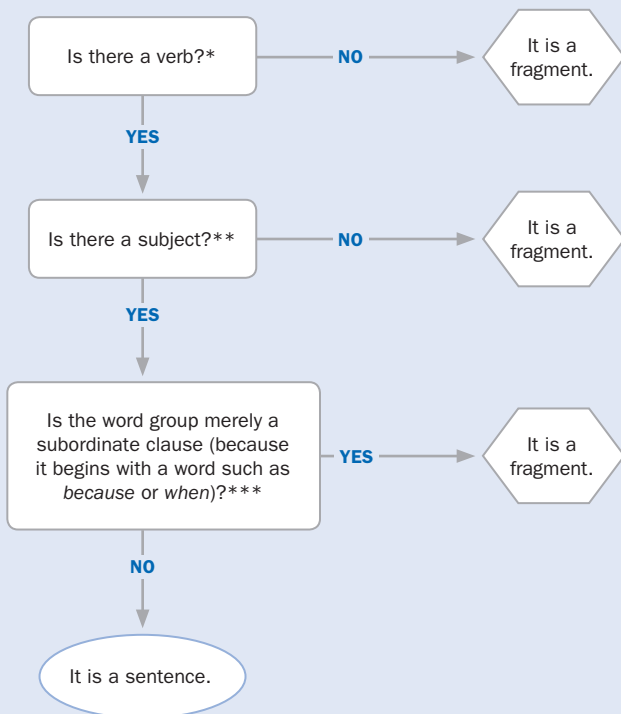 Is there a verb?*
NO
It is a
fragment.
YES
Is there a subject?**
NO
It is a
fragment.
YES
Is the word group merely a
subordinate clause (because
it begins with a word such as
because or when)?***
YES
It is a
fragment.
NO
It is a sentence.